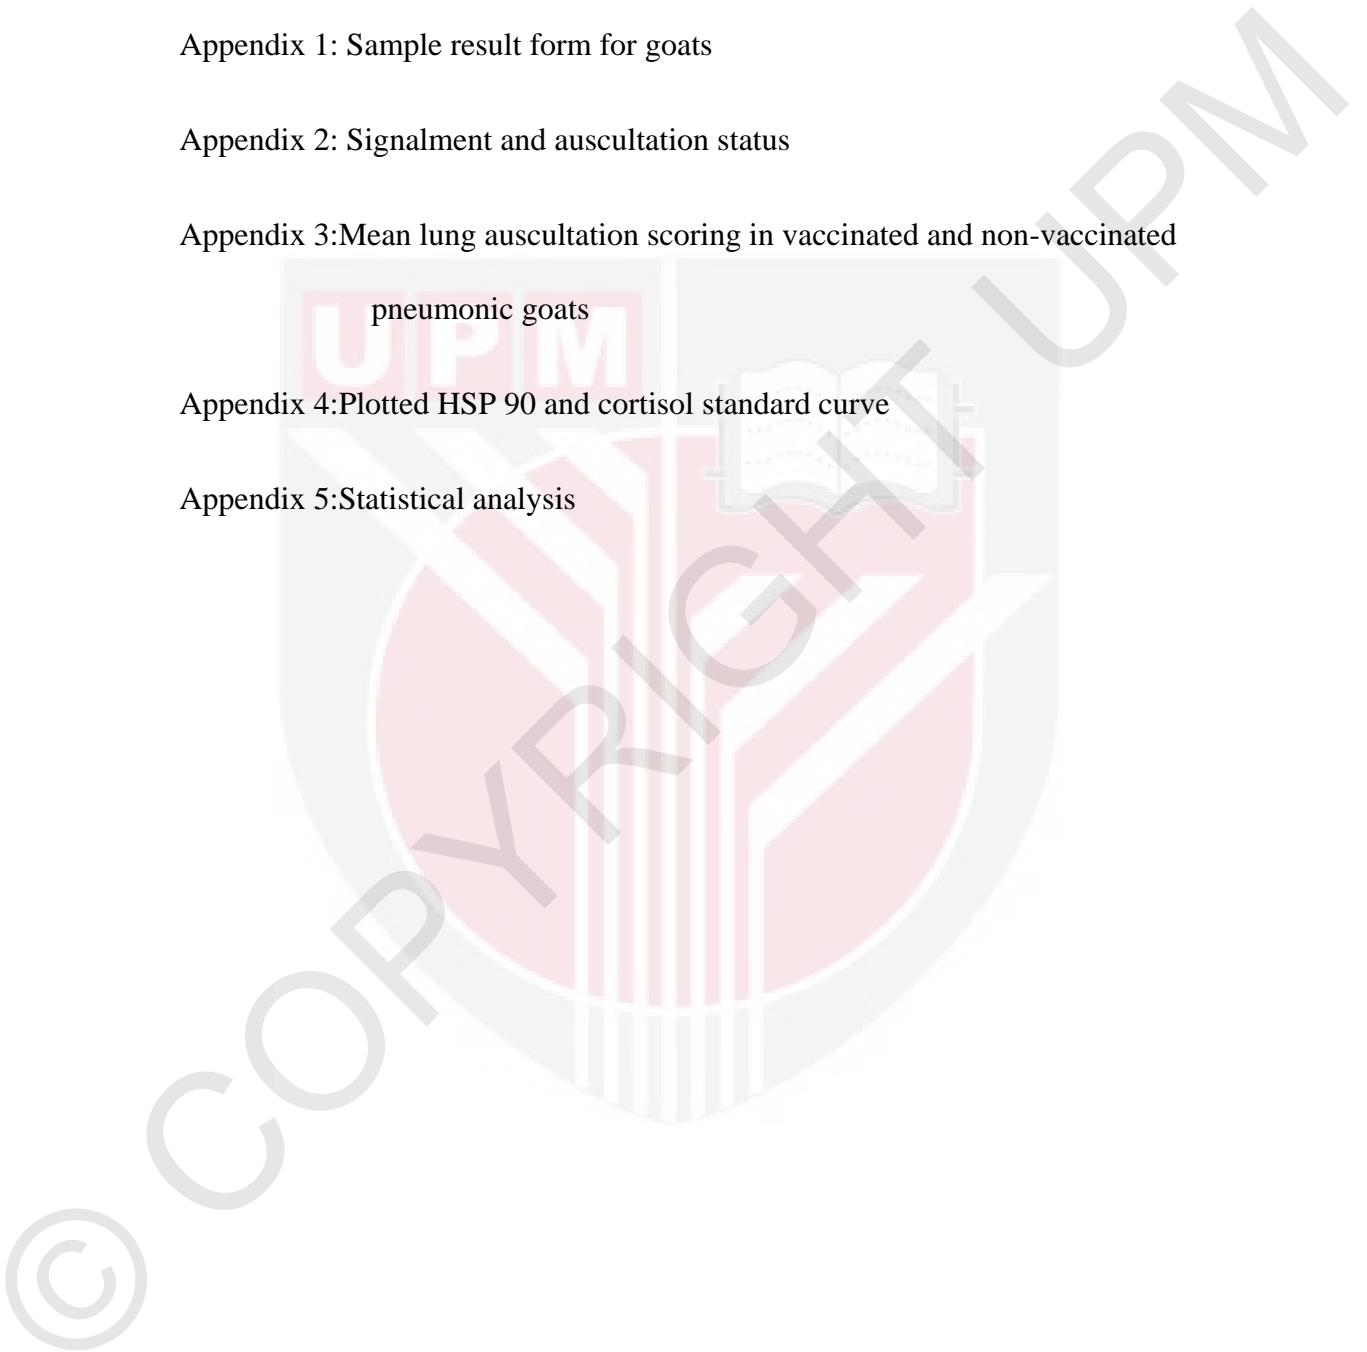 Appendix 1: Sample result form for goats
Appendix 2: Signalment and auscultation status
Appendix 3:Mean lung auscultation scoring in vaccinated and non-vaccinated
pneumonic goats
Appendix 4:Plotted HSP 90 and cortisol standard curve
Appendix 5:Statistical analysis
UPM
© COPYRIGHT UPM